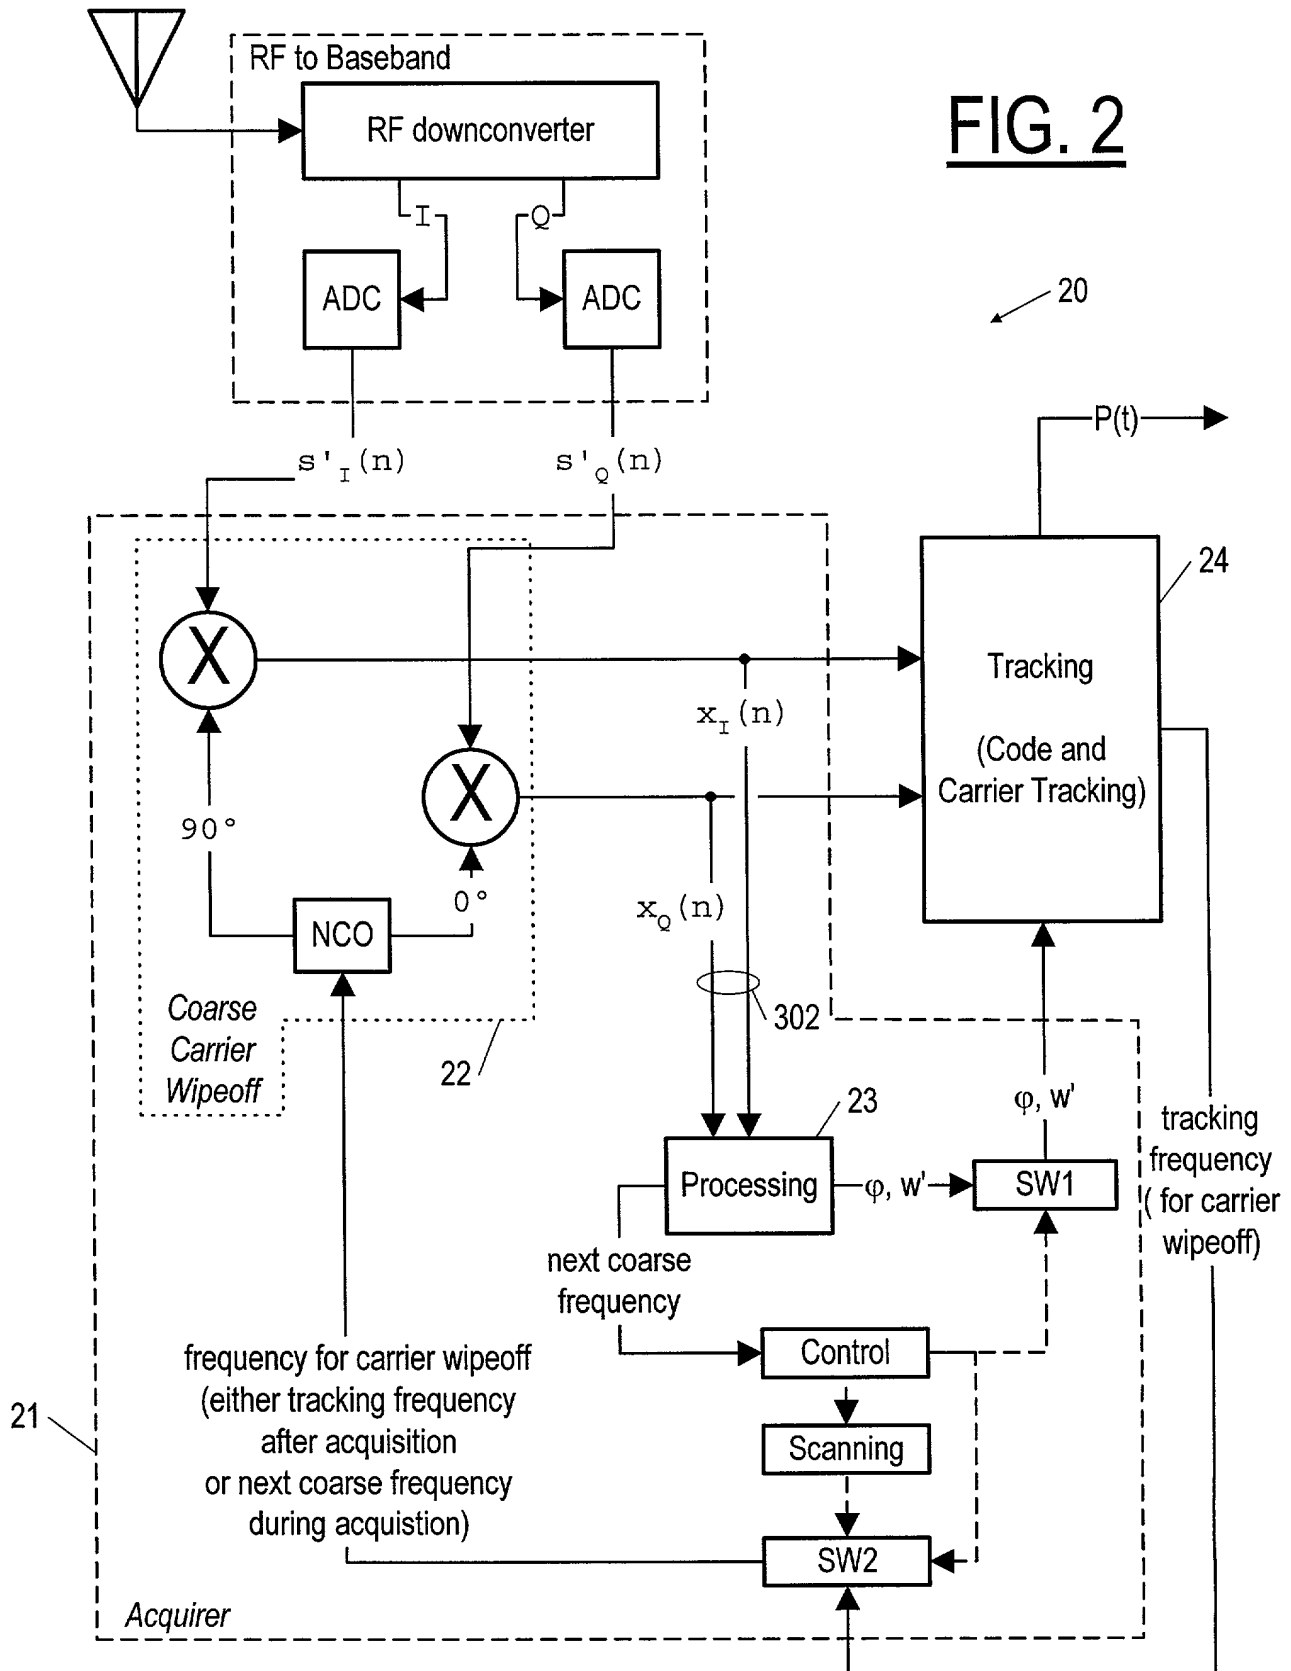 RF to Baseband
RF downconverter
FIG. 2
I
Q
ADC
ADC
20
P(t)
s'I(n)
s'Q(n)
24
X
Tracking
(Code and
Carrier Tracking)
xI(n)
X
90°
0°
xQ(n)
NCO
Coarse
Carrier
Wipeoff
302
22
23
φ, w'
tracking
frequency
( for carrier
wipeoff)
Processing
φ, w'
SW1
next coarse
frequency
Control
frequency for carrier wipeoff
(either tracking frequency
after acquisition
or next coarse frequency
during acquistion)
21
Scanning
SW2
Acquirer